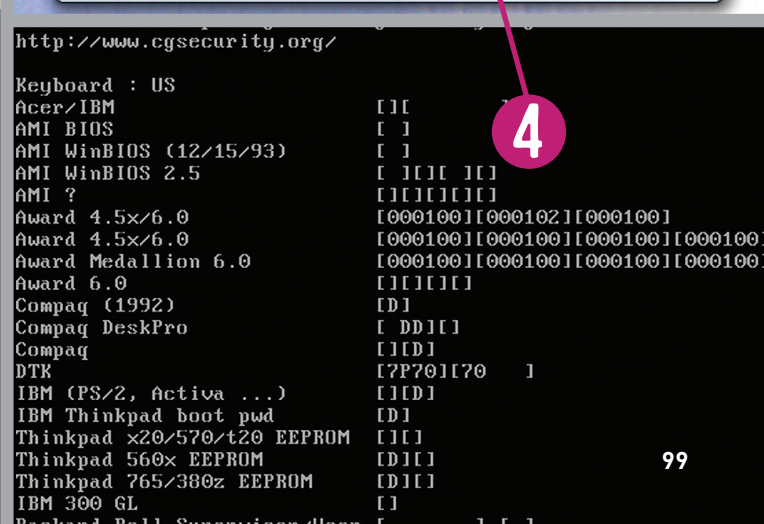 http://www.cgsecurity.org/
Keyboard : US
Acer/IBM [][ ]
4
AMI BIOS [ ]
AMI WinBIOS (12/15/93) [ ]
AMI WinBIOS 2.5 [ ][][ ][]
AMI ? [][][][][]
Award 4.5x/6.0 [000100][000102][000100]
Award 4.5x/6.0 [000100][000100][000100][000100]
Award Medallion 6.0 [000100][000100][000100][000100]
Award 6.0 [][][][]
Compaq (1992) [D]
Compaq DeskPro [ DD][]
Compaq [][D]
DTK [7P70][70 ]
IBM (PS/2, Activa ...) [][D]
IBM Thinkpad boot pwd [D]
Thinkpad x20/570/t20 EEPROM [][]
Thinkpad 560x EEPROM [D][]
99
Thinkpad 765/380z EEPROM [D][]
IBM 300 GL []